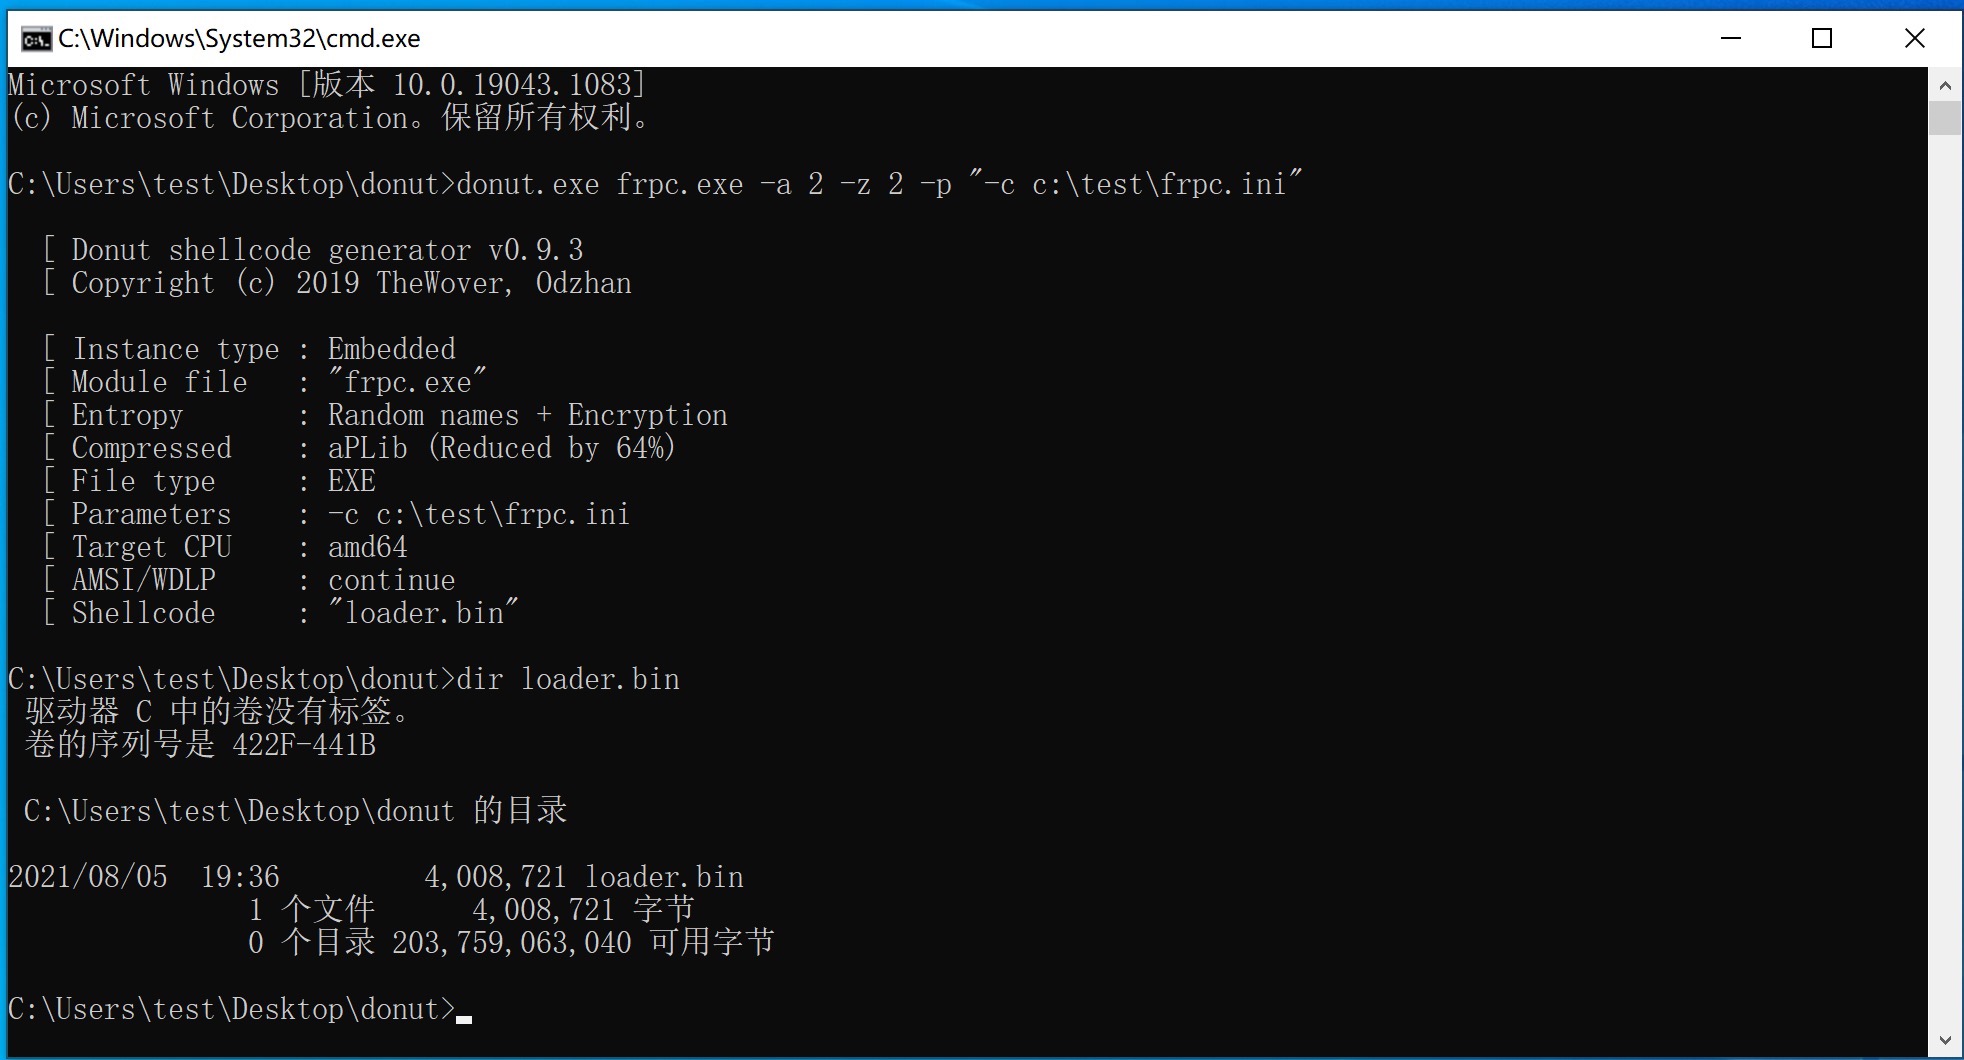 C:\Windows\System32\cmd.exe
Microsoft Windows [版本 10.0.19043.1083]
(c) Microsoft Corporation。保留所有权利。
C:\Users\test\Desktop\donut>donut.exe frpc.exe -a 2 -z 2 -p "-c c:\test\frpc.ini"
[ Donut shellcode generator v0.9.3
[ Copyright (c) 2019 TheWover, Odzhan
[ Instance type : Embedded
[ Module file   : "frpc.exe"
[ Entropy       : Random names + Encryption
[ Compressed    : aPLib (Reduced by 64%)
[ File type     : EXE
[ Parameters    : -c c:\test\frpc.ini
[ Target CPU    : amd64
[ AMSI/WDLP     : continue
[ Shellcode     : "loader.bin"
C:\Users\test\Desktop\donut>dir loader.bin
驱动器 C 中的卷没有标签。
卷的序列号是 422F-441B
C:\Users\test\Desktop\donut 的目录
2021/08/05  19:36         4,008,721 loader.bin
1 个文件      4,008,721 字节
0 个目录 203,759,063,040 可用字节
C:\Users\test\Desktop\donut>